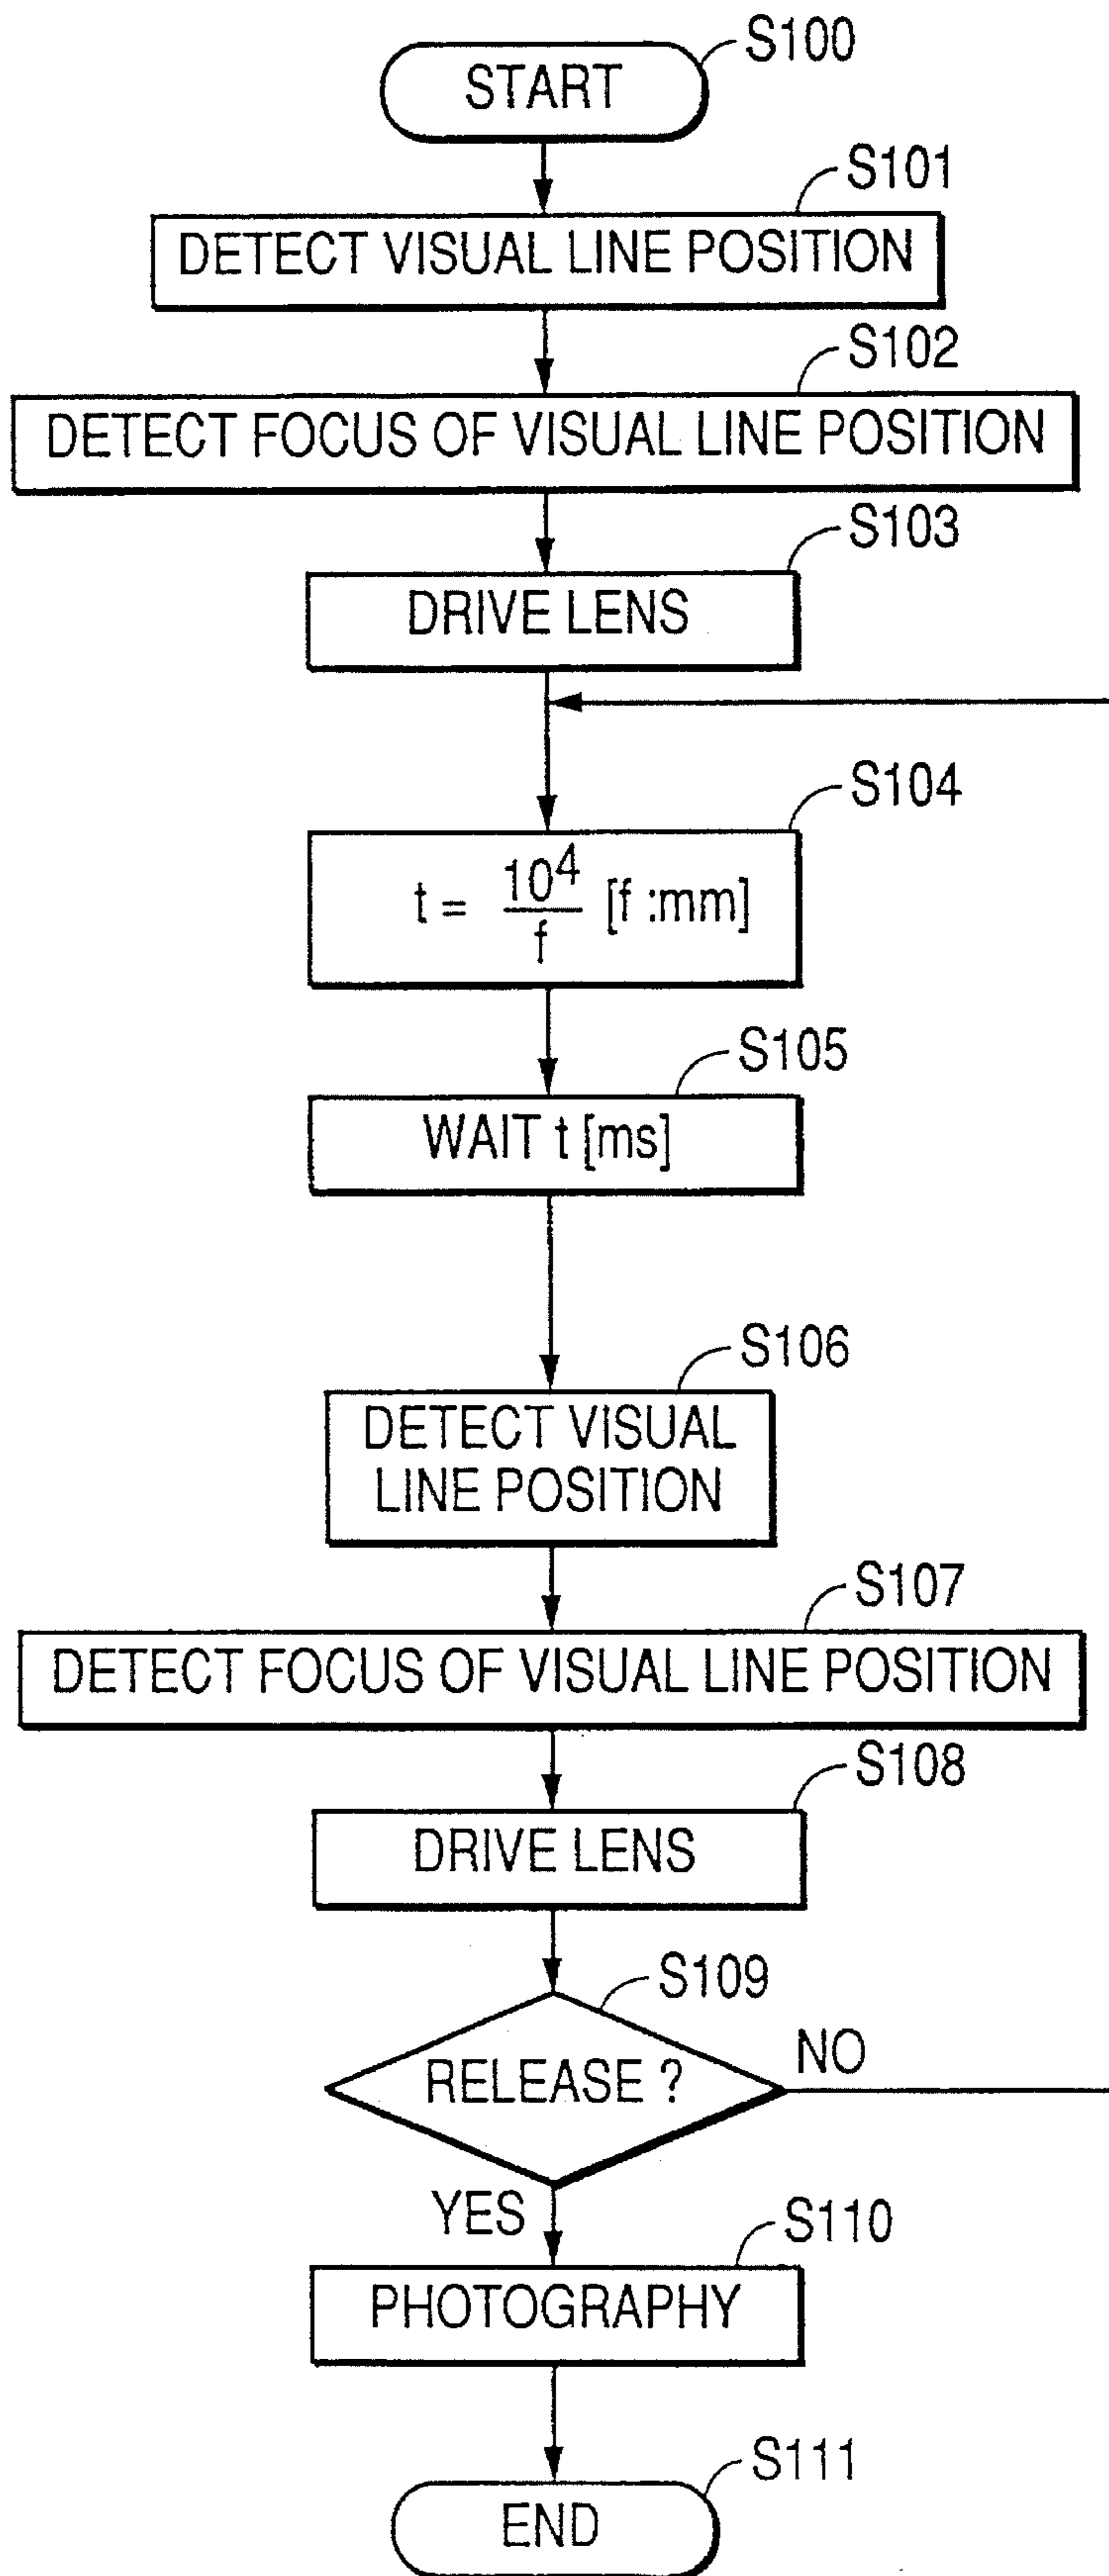 S100
START
S101
DETECT VISUAL LINE POSITION
S102
DETECT FOCUS OF VISUAL LINE POSITION
S103
DRIVE LENS
S104
t = 10^4/f [f :mm]
S105
WAIT t [ms]
S106
DETECT VISUAL
LINE POSITION
S107
DETECT FOCUS OF VISUAL LINE POSITION
S108
DRIVE LENS
S109
RELEASE ?
NO
YES
S110
PHOTOGRAPHY
S111
END